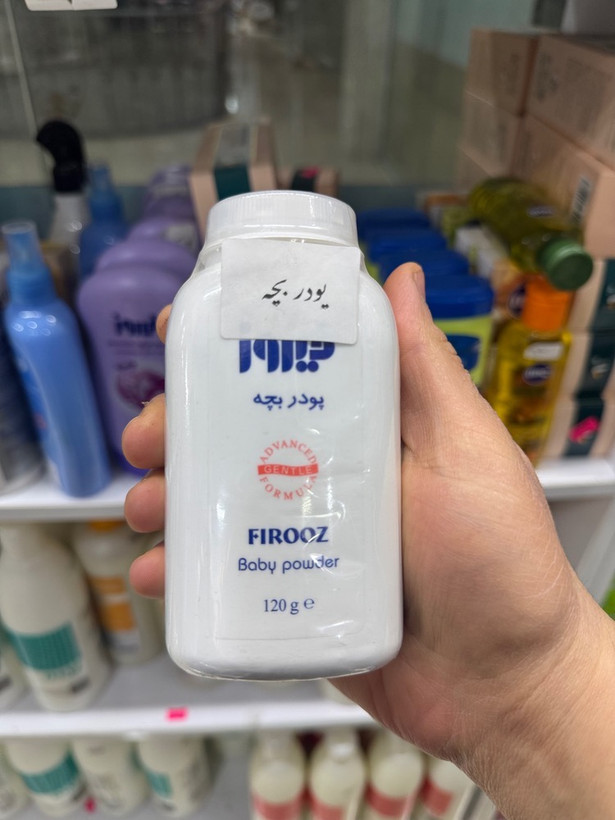 پودر بچه
فیروز
پودر بچه
ADVANCED
GENTLE
FORMULA
FIROOZ
Baby powder
120 g e